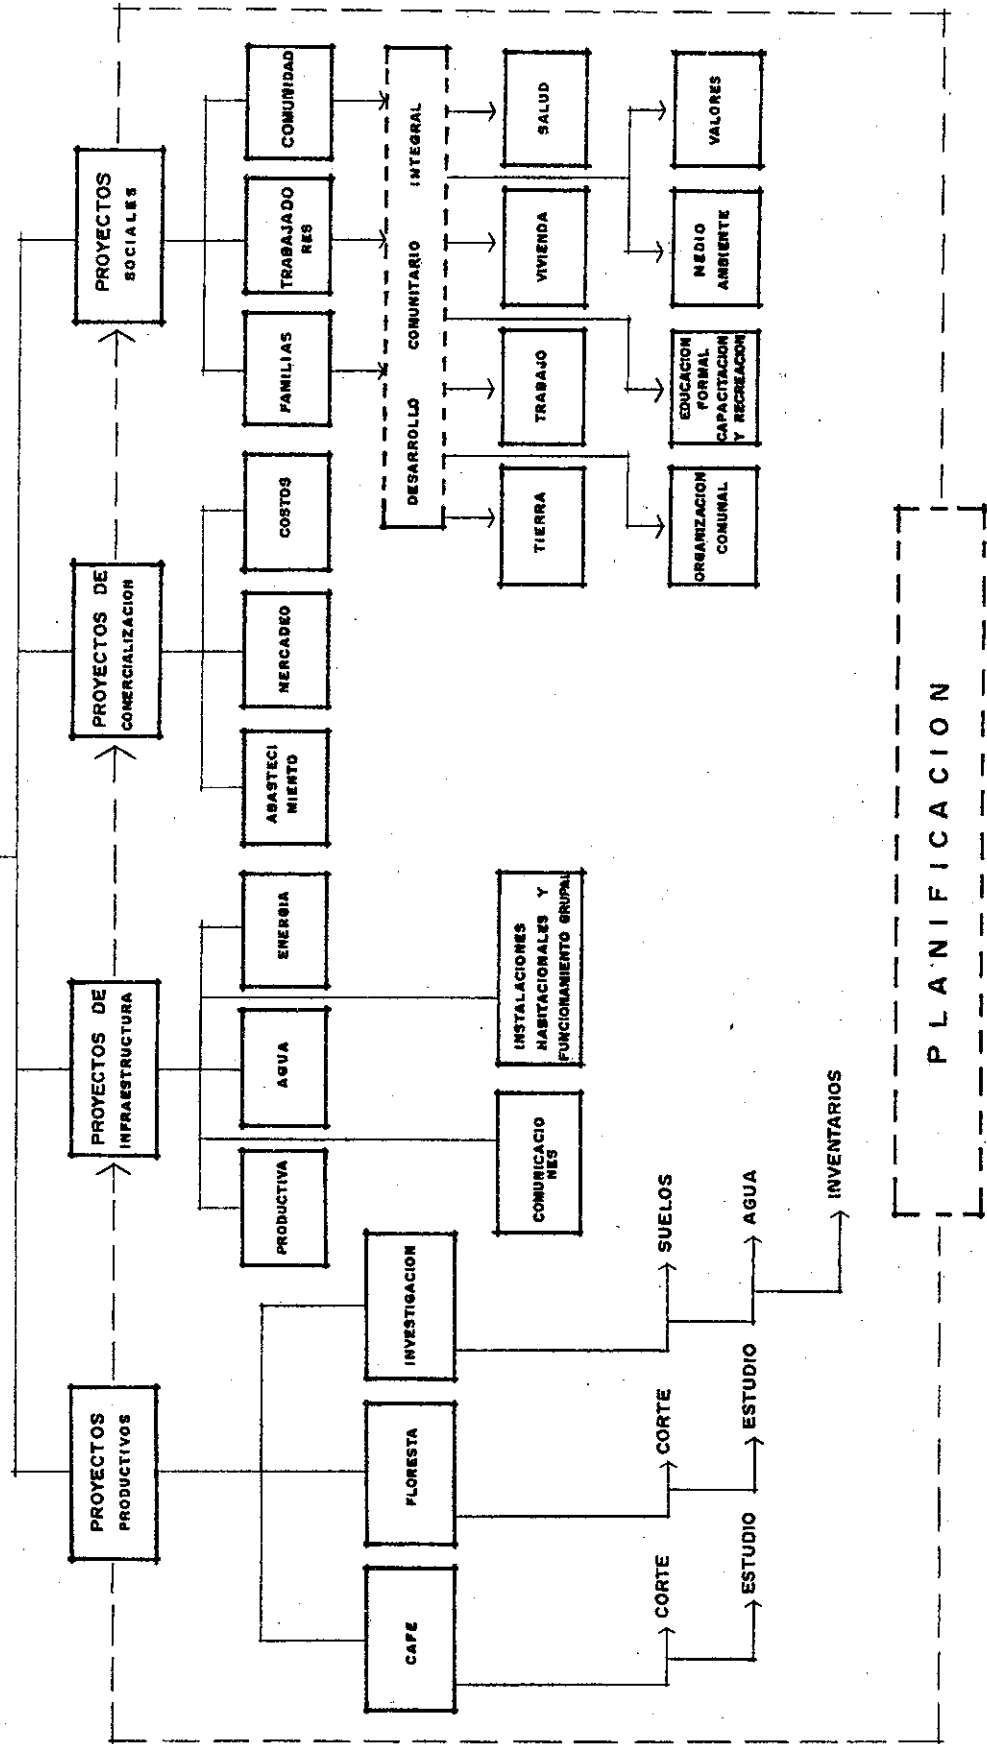 PROYECTOS
PRODUCTIVOS
PROYECTOS DE
INFRAESTRUCTURA
PROYECTOS DE
COMERCIALIZACION
PROYECTOS
SOCIALES
PRODUCTIVA
AGUA
ENERGIA
ABASTECI
MIENTO
MERCADEO
COSTOS
FAMILIAS
TRABAJADO
RES
COMUNIDAD
CAFE
FLORESTA
INVESTIGACION
DESARROLLO COMUNITARIO INTEGRAL
COMUNICACIO
NES
INSTALACIONES
HABITACIONALES Y
FUNCIONAMIENTO GRUPAL
TIERRA
TRABAJO
VIVIENDA
SALUD
CORTE
CORTE
SUELOS
ORGANIZACION
COMUNAL
EDUCACION
FORMAL
CAPACITACION
Y RECREACION
MEDIO
AMBIENTE
VALORES
ESTUDIO
ESTUDIO
AGUA
INVENTARIOS
PLANIFICACION